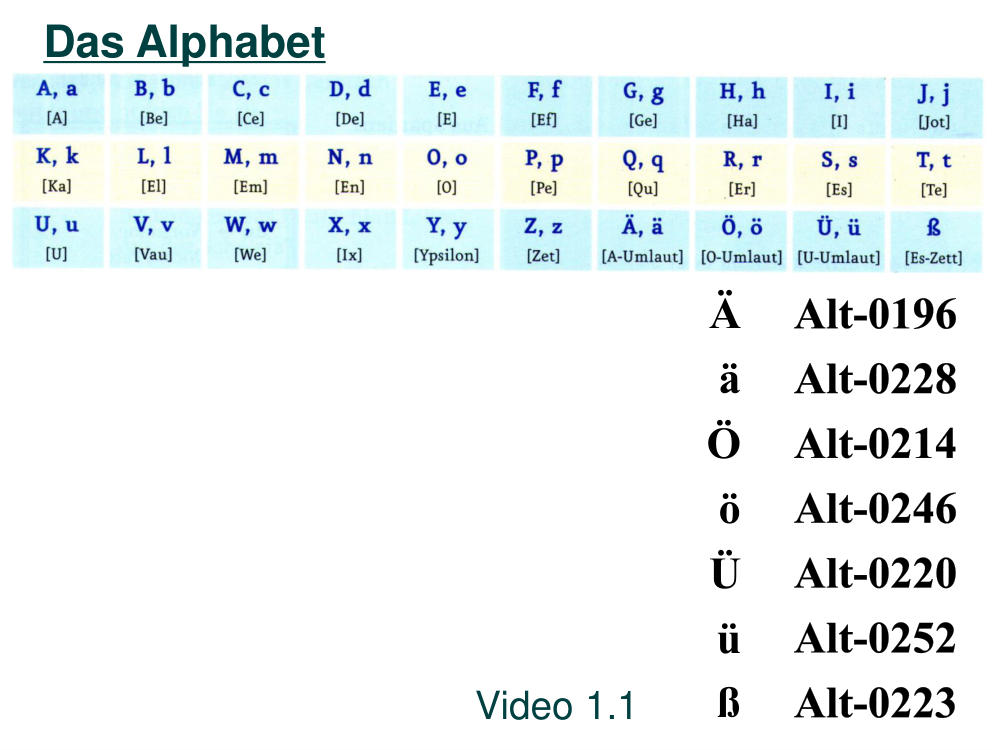 Das Alphabet
A, a B, b C, c D, d E, e F, f G, g H, h I, i J, j
[A] [Be] [Ce] [De] [E] [Ef] [Ge] [Ha] [I] [Jot]
K, k L, l M, m N, n O, o P, p Q, q R, r S, s T, t
[Ka] [El] [Em] [En] [O] [Pe] [Qu] [Er] [Es] [Te]
U, u V, v W, w X, x Y, y Z, z Ä, ä Ö, ö Ü, ü ß
[U] [Vau] [We] [Ix] [Ypsilon] [Zet] [A-Umlaut] [O-Umlaut] [U-Umlaut] [Es-Zett]
Ä Alt-0196
ä Alt-0228
Ö Alt-0214
ö Alt-0246
Ü Alt-0220
ü Alt-0252
Video 1.1 ß Alt-0223